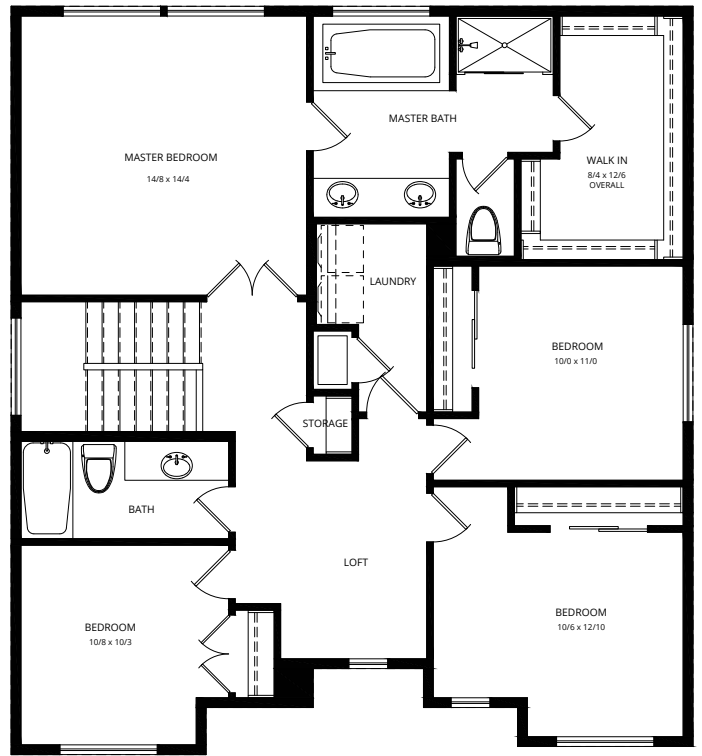 MASTER BEDROOM
14/8 x 14/4
MASTER BATH
WALK IN
8/4 x 12/6
OVERALL
LAUNDRY
BEDROOM
10/0 x 11/0
STORAGE
BATH
LOFT
BEDROOM
10/8 x 10/3
BEDROOM
10/6 x 12/10